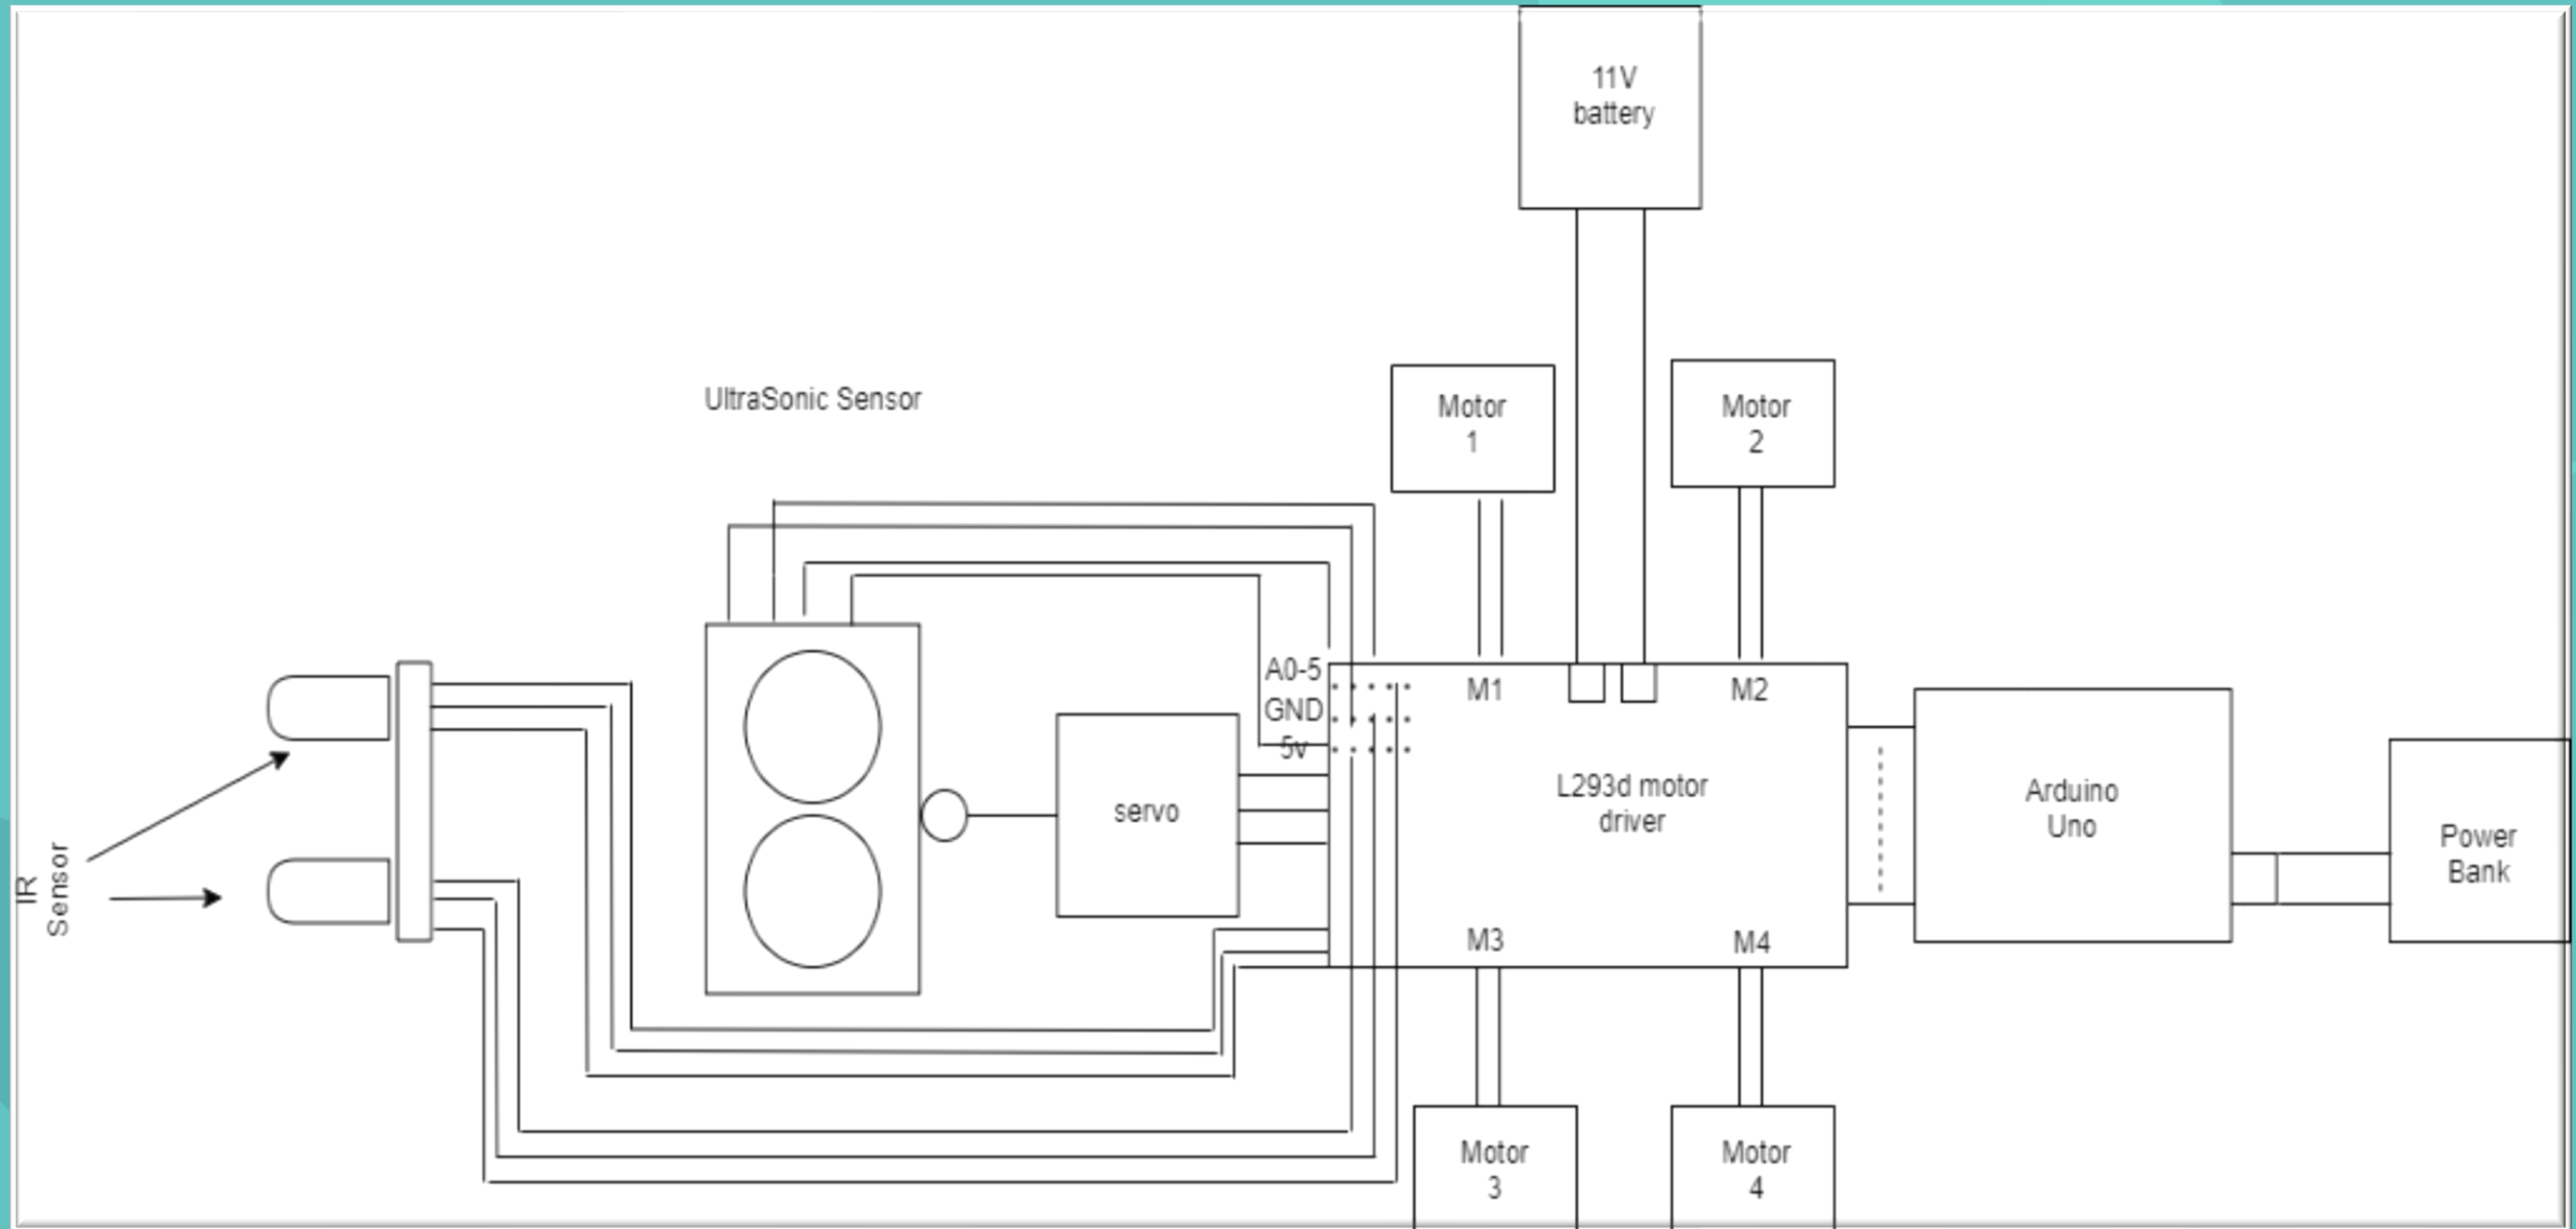 11V
battery
UltraSonic Sensor
Motor
1
Motor
2
A0-5
GND
5v
M1
M2
servo
L293d motor
driver
Arduino
Uno
Power
Bank
IR
Sensor
M3
M4
Motor
3
Motor
4